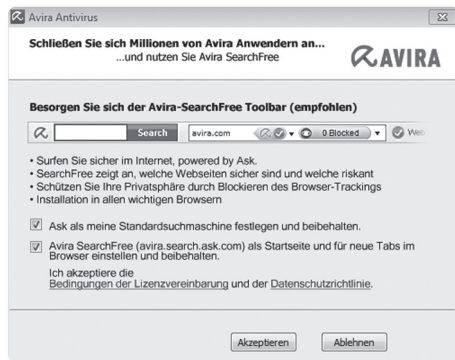 Avira Antivirus
Schließen Sie sich Millionen von Avira Anwendern an...
...und nutzen Sie Avira SearchFree
AVIRA
Besorgen Sie sich der Avira-SearchFree Toolbar (empfohlen)
Search avira.com 0 Blocked Web
• Surfen Sie sicher im Internet, powered by Ask.
• SearchFree zeigt an, welche Webseiten sicher sind und welche riskant
• Schützen Sie Ihre Privatsphäre durch Blockieren des Browser-Trackings
• Installation in allen wichtigen Browsern
Ask als meine Standardsuchmaschine festlegen und beibehalten.
Avira SearchFree (avira.search.ask.com) als Startseite und für neue Tabs im
Browser einstellen und beibehalten.
Ich akzeptiere die
Bedingungen der Lizenzvereinbarung und der Datenschutzrichtlinie.
Akzeptieren Ablehnen